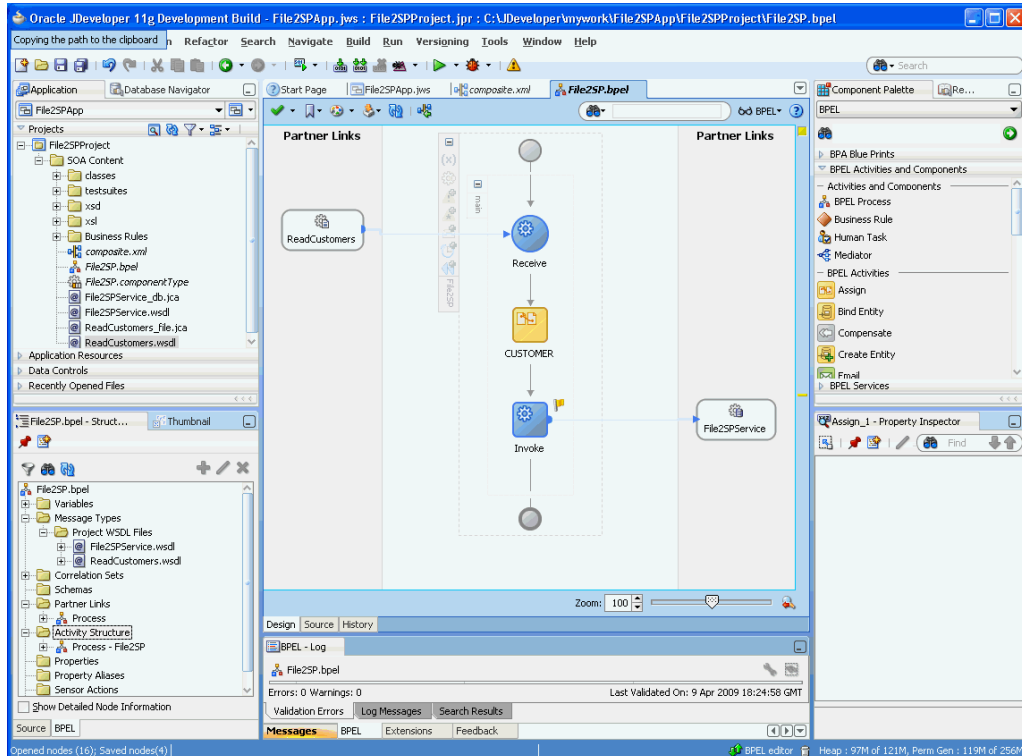 Oracle JDeveloper 11g Development Build - File2SPApp.jws : File2SPProject.jpr : C:\JDeveloper\mywork\File2SPApp\File2SPProject\File2SP.bpel
Copying the path to the clipboard n Refactor Search Navigate Build Run Versioning Tools Window Help
Search
Application Database Navigator
File2SPApp
Projects
File2SPProject
SOA Content
classes
testsuites
xsd
xsl
Business Rules
composite.xml
File2SP.bpel
File2SP.componentType
File2SPService_db.jca
File2SPService.wsdl
ReadCustomers_file.jca
ReadCustomers.wsdl
Application Resources
Data Controls
Recently Opened Files
File2SP.bpel - Struct... Thumbnail
File2SP.bpel
Variables
Message Types
Project WSDL Files
File2SPService.wsdl
ReadCustomers.wsdl
Correlation Sets
Schemas
Partner Links
Process
Activity Structure
Process - File2SP
Properties
Property Aliases
Sensor Actions
Show Detailed Node Information
Source BPEL
Start Page File2SPApp.jws composite.xml File2SP.bpel
BPEL
Partner Links
Partner Links
(x)
File2SP
main
ReadCustomers
Receive
CUSTOMER
Invoke
File2SPService
Zoom: 100
Design Source History
BPEL - Log
File2SP.bpel
Errors: 0 Warnings: 0 Last Validated On: 9 Apr 2009 18:24:58 GMT
Validation Errors Log Messages Search Results
Messages BPEL Extensions Feedback
Component Palette Re...
BPEL
BPA Blue Prints
BPEL Activities and Components
Activities and Components
BPEL Process
Business Rule
Human Task
Mediator
BPEL Activities
Assign
Bind Entity
Compensate
Create Entity
Email
BPEL Services
Assign_1 - Property Inspector
Find
Opened nodes (16); Saved nodes(4) BPEL editor Heap : 97M of 121M, Perm Gen : 119M of 256M